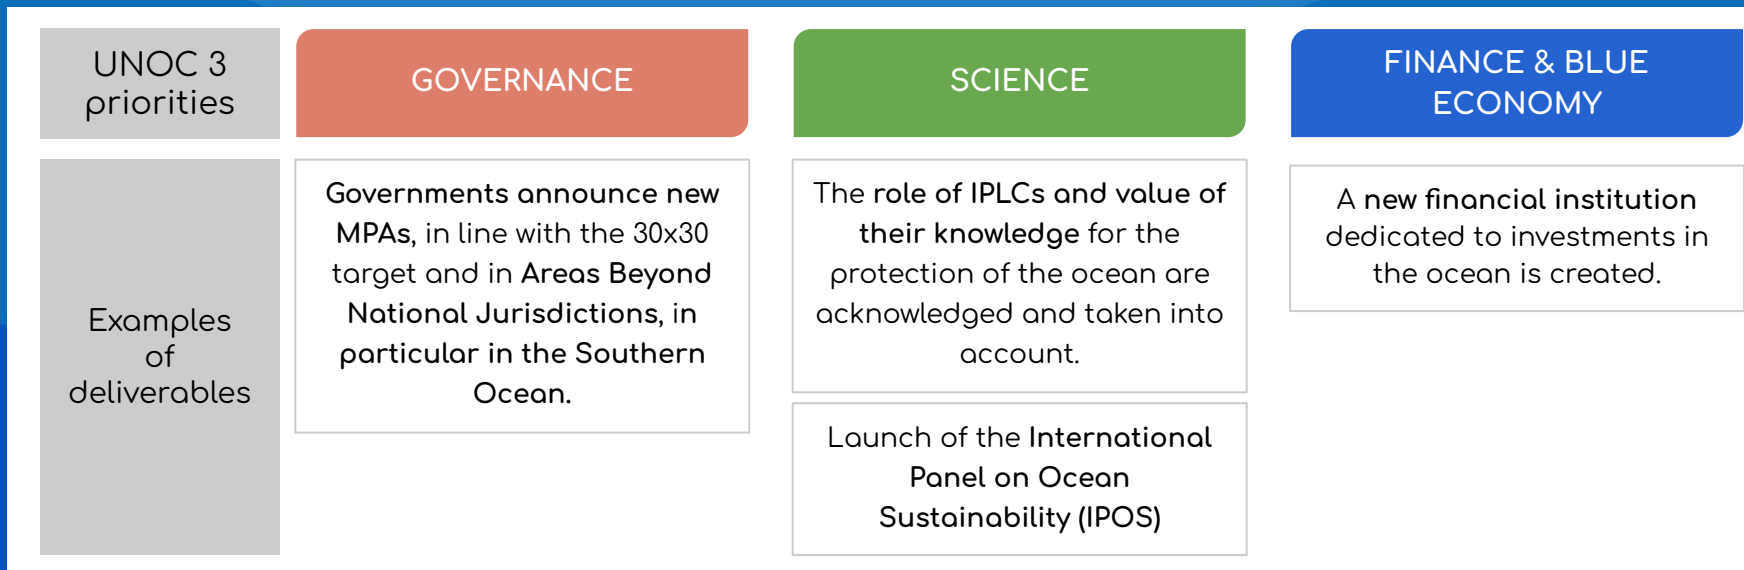 UNOC 3
priorities
GOVERNANCE
SCIENCE
FINANCE & BLUE
ECONOMY
Examples
of
deliverables
Governments announce new
MPAs, in line with the 30x30
target and in Areas Beyond
National Jurisdictions, in
particular in the Southern
Ocean.
The role of IPLCs and value of
their knowledge for the
protection of the ocean are
acknowledged and taken into
account.
Launch of the International
Panel on Ocean
Sustainability (IPOS)
A new financial institution
dedicated to investments in
the ocean is created.